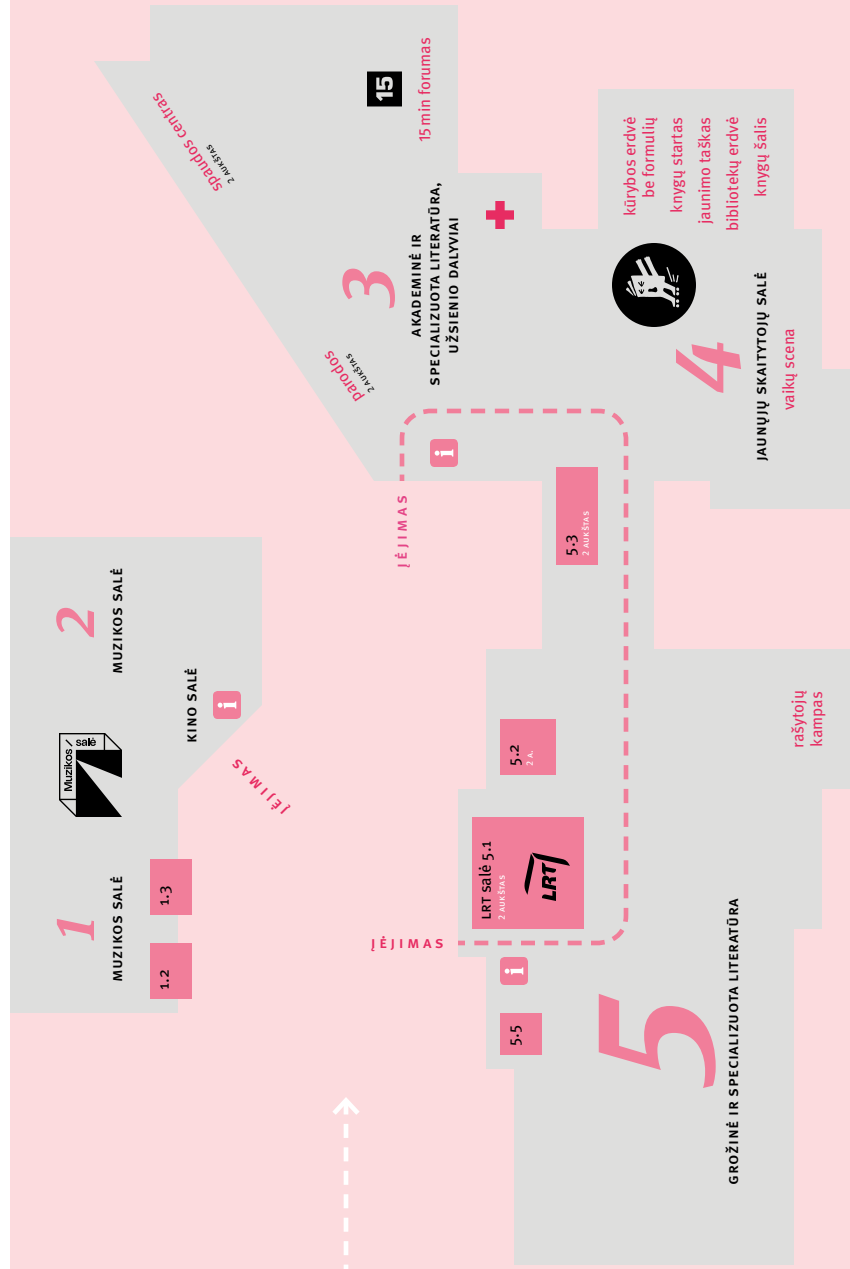 1
MUZIKOS SALĖ
1.2
1.3
Muzikos
salė
2
MUZIKOS SALĖ
KINO SALĖ
i
ĮĖJIMAS
spaudos centras
2 AUKŠTAS
15
15 min forumas
3
AKADEMINĖ IR
SPECIALIZUOTA LITERATŪRA,
UŽSIENIO DALYVIAI
parodos
2 AUKŠTAS
i
ĮĖJIMAS
kūrybos erdvė
be formulių
knygų startas
jaunimo taškas
bibliotekų erdvė
knygų šalis
4
JAUNŲJŲ SKAITYTOJŲ SALĖ
vaikų scena
5.3
2 AUKŠTAS
5.2
2 A.
LRT salė 5.1
2 AUKŠTAS
LRT
ĮĖJIMAS
i
5.5
5
GROŽINĖ IR SPECIALIZUOTA LITERATŪRA
rašytojų
kampas